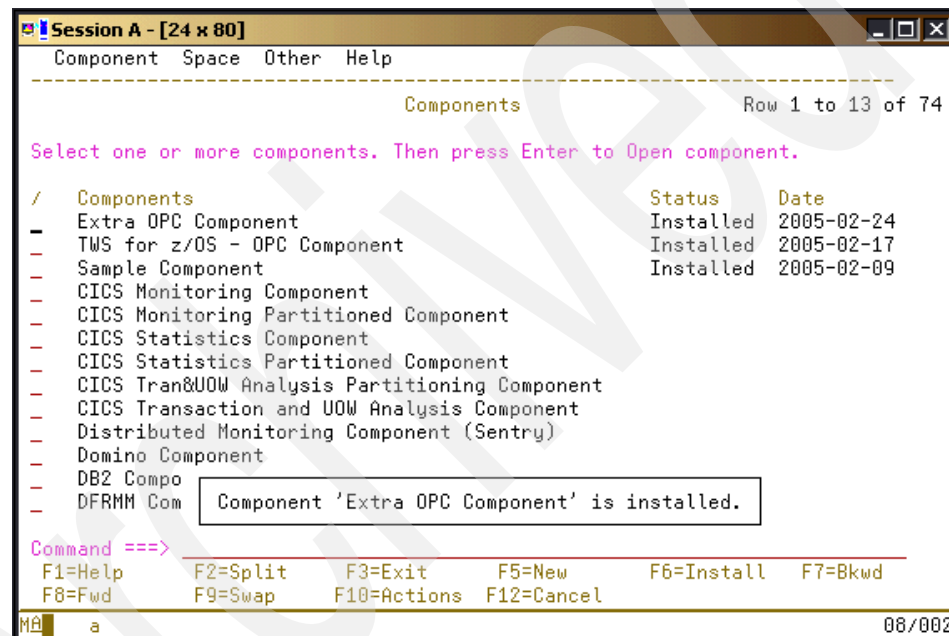 Session A - [24 x 80]
Component Space Other Help
Components Row 1 to 13 of 74
Select one or more components. Then press Enter to Open component.
/ Components Status Date
Extra OPC Component Installed 2005-02-24
TWS for z/OS - OPC Component Installed 2005-02-17
Sample Component Installed 2005-02-09
CICS Monitoring Component
CICS Monitoring Partitioned Component
CICS Statistics Component
CICS Statistics Partitioned Component
CICS Tran&UOW Analysis Partitioning Component
CICS Transaction and UOW Analysis Component
Distributed Monitoring Component (Sentry)
Domino Component
DB2 Compo
DFRMM Com
Component 'Extra OPC Component' is installed.
Command ===>
F1=Help F2=Split F3=Exit F5=New F6=Install F7=Bkwd
F8=Fwd F9=Swap F10=Actions F12=Cancel
MA a 08/002